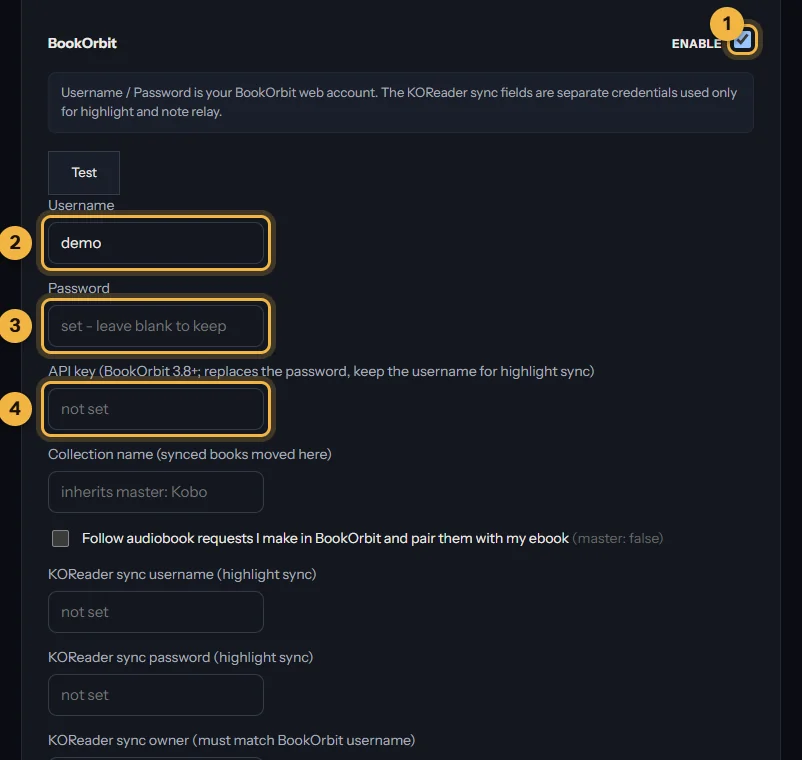 BookOrbit
ENABLE
1
Username / Password is your BookOrbit web account. The KOReader sync fields are separate credentials used only
for highlight and note relay.
Test
Username
2
demo
Password
3
set - leave blank to keep
API key (BookOrbit 3.8+; replaces the password, keep the username for highlight sync)
4
not set
Collection name (synced books moved here)
inherits master: Kobo
Follow audiobook requests I make in BookOrbit and pair them with my ebook (master: false)
KOReader sync username (highlight sync)
not set
KOReader sync password (highlight sync)
not set
KOReader sync owner (must match BookOrbit username)